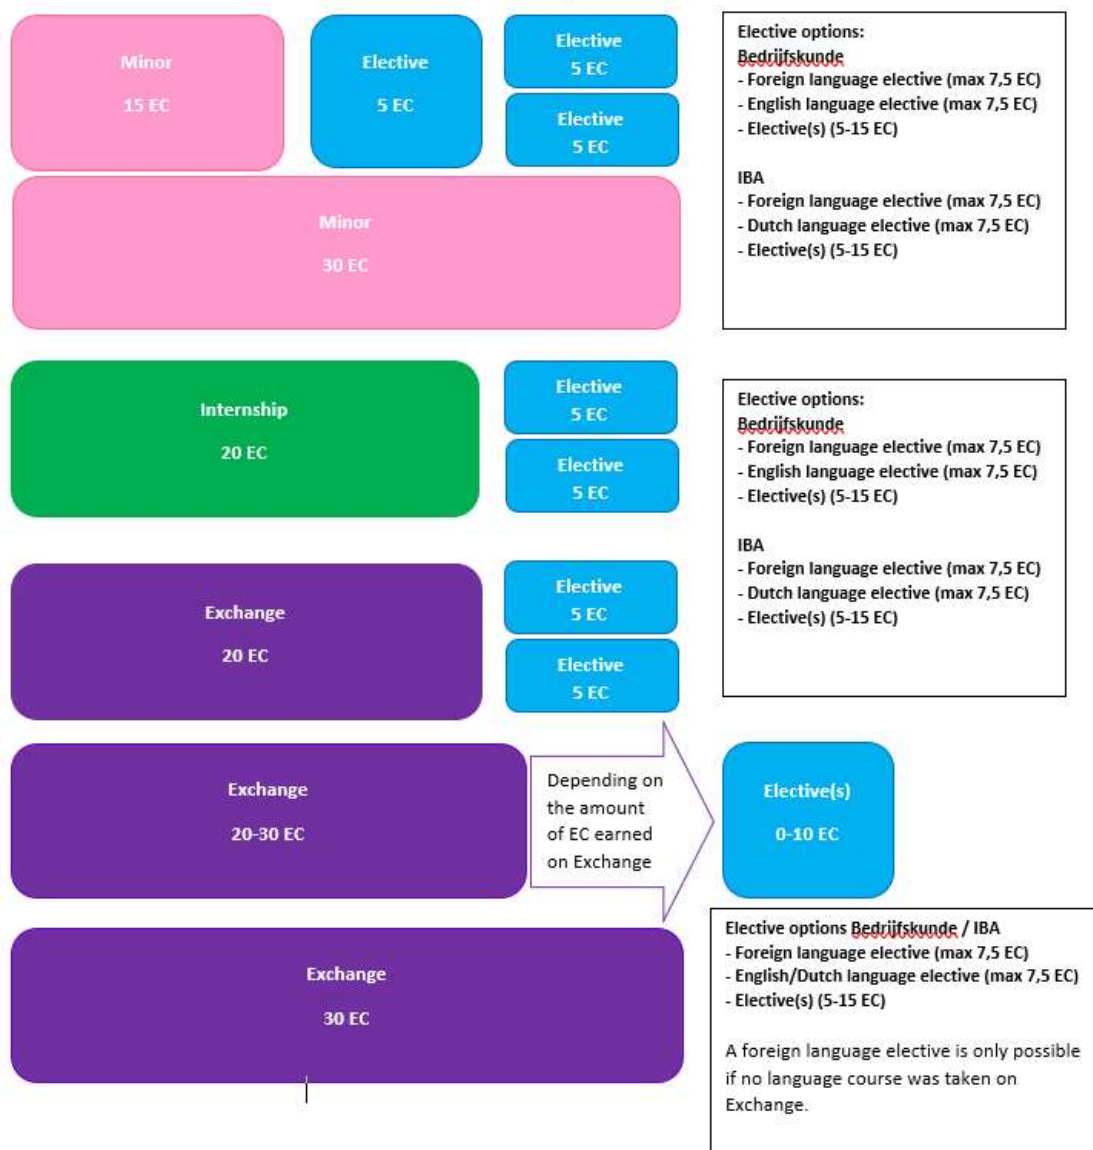 Minor
15 EC
Elective
5 EC
Elective
5 EC
Elective
5 EC
Elective options:
Bedrijfskunde
- Foreign language elective (max 7,5 EC)
- English language elective (max 7,5 EC)
- Elective(s) (5-15 EC)
IBA
- Foreign language elective (max 7,5 EC)
- Dutch language elective (max 7,5 EC)
- Elective(s) (5-15 EC)
Minor
30 EC
Internship
20 EC
Elective
5 EC
Elective
5 EC
Elective options:
Bedrijfskunde
- Foreign language elective (max 7,5 EC)
- English language elective (max 7,5 EC)
- Elective(s) (5-15 EC)
IBA
- Foreign language elective (max 7,5 EC)
- Dutch language elective (max 7,5 EC)
- Elective(s) (5-15 EC)
Exchange
20 EC
Elective
5 EC
Elective
5 EC
Exchange
20-30 EC
Depending on
the amount
of EC earned
on Exchange
Elective(s)
0-10 EC
Exchange
30 EC
Elective options Bedrijfskunde / IBA
- Foreign language elective (max 7,5 EC)
- English/Dutch language elective (max 7,5 EC)
- Elective(s) (5-15 EC)
A foreign language elective is only possible
if no language course was taken on
Exchange.